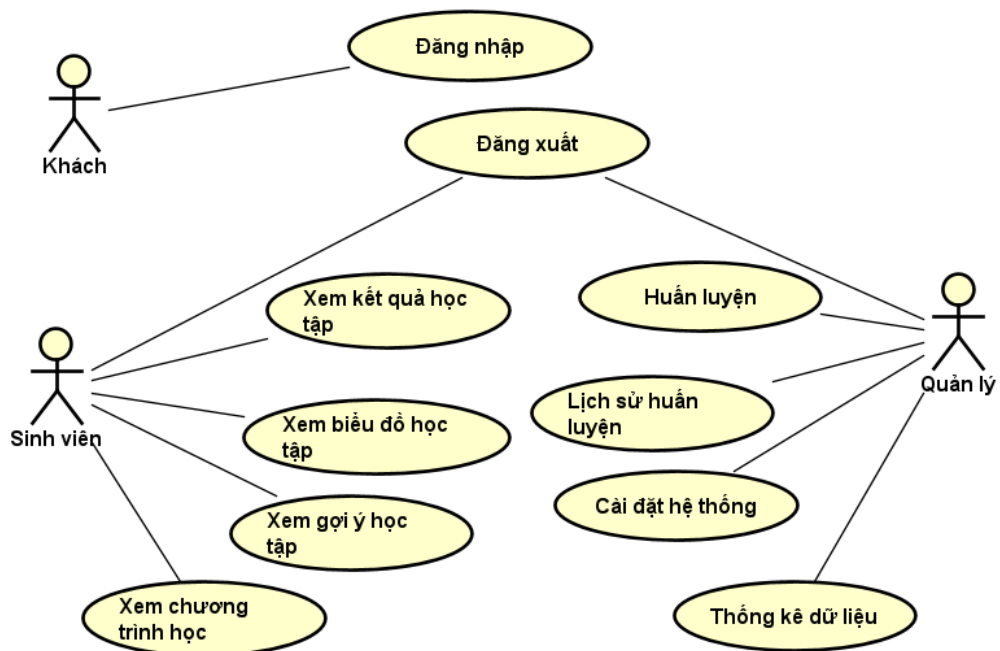 Đăng nhập
Khách
Đăng xuất
Xem kết quả học
tập
Huấn luyện
Quản lý
Sinh viên
Xem biểu đồ học
tập
Lịch sử huấn
luyện
Xem gợi ý học
tập
Cài đặt hệ thống
Xem chương
trình học
Thống kê dữ liệu